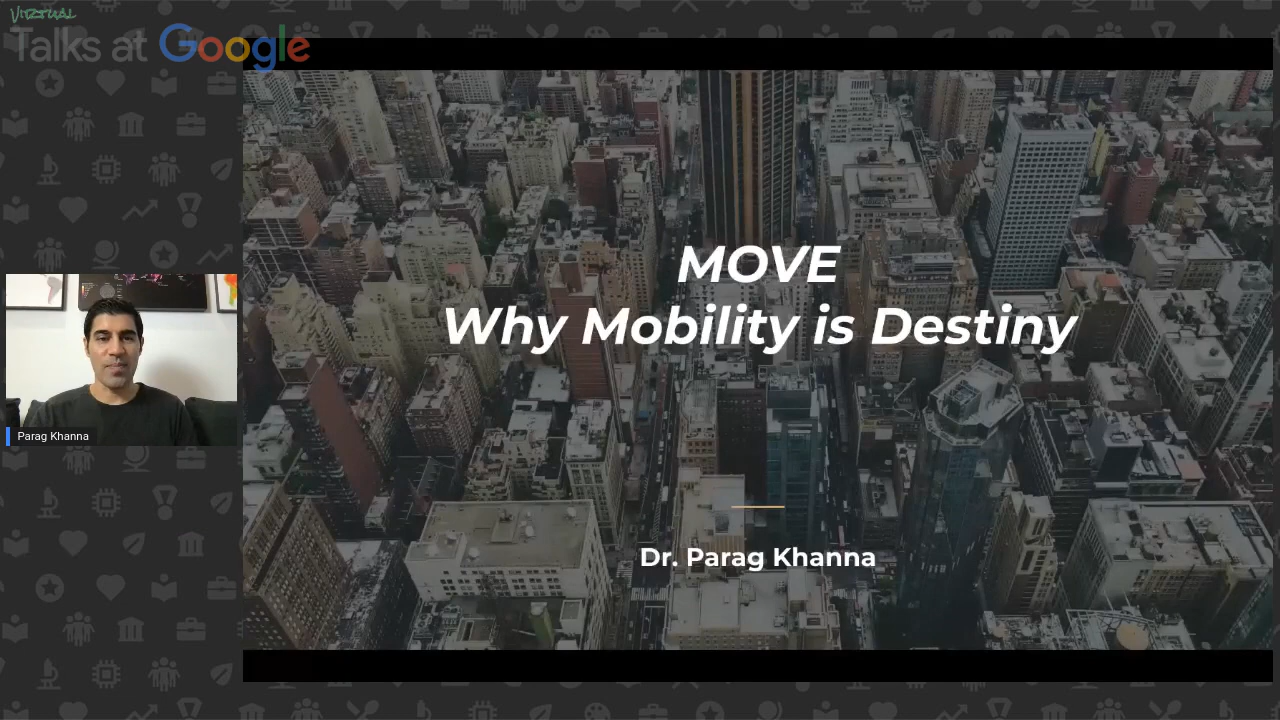 VIRTUAL
Talks at Google
MOVE
Why Mobility is Destiny
Dr. Parag Khanna
Parag Khanna